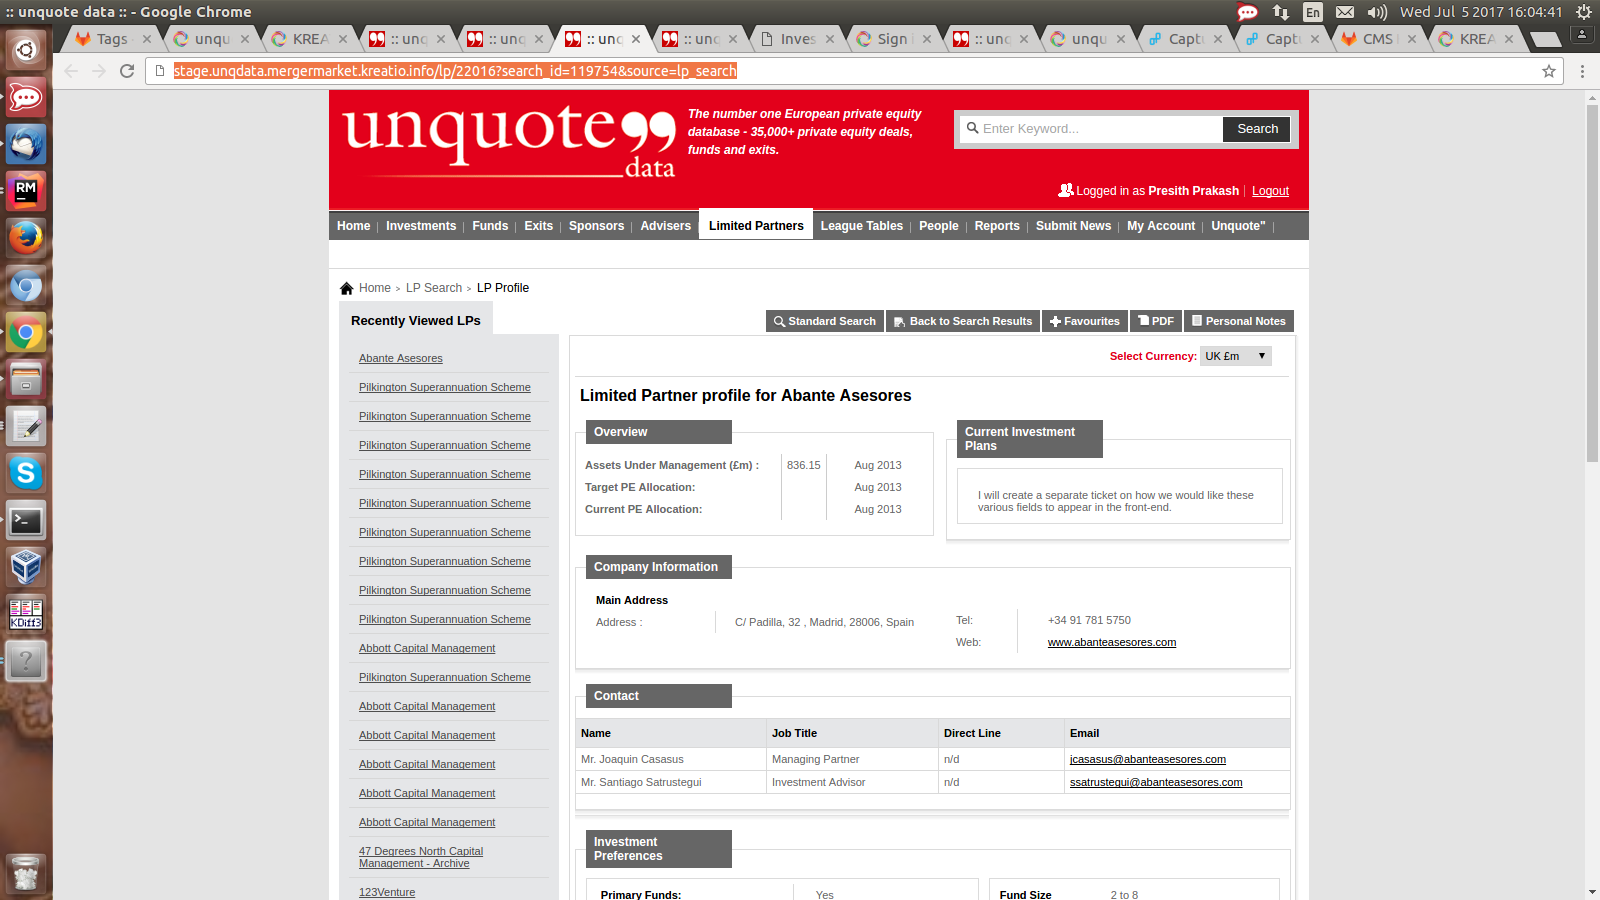 :: unquote data :: - Google Chrome
En
Wed Jul 5 2017 16:04:41
Tags
unqu
KREA
:: unq
:: unq
:: unq
:: unq
Inves
Sign i
:: unq
unqu
Captu
Captu
CMS
KREA
stage.unqdata.mergermarket.kreatio.info/lp/22016?search_id=119754&source=lp_search
unquote
data
The number one European private equity
database - 35,000+ private equity deals,
funds and exits.
Enter Keyword...
Search
Logged in as Presith Prakash | Logout
Home | Investments | Funds | Exits | Sponsors | Advisers | Limited Partners League Tables | People | Reports | Submit News | My Account | Unquote" |
Home > LP Search > LP Profile
Recently Viewed LPs
Standard Search
Back to Search Results
Favourites
PDF
Personal Notes
Abante Asesores
Pilkington Superannuation Scheme
Pilkington Superannuation Scheme
Pilkington Superannuation Scheme
Pilkington Superannuation Scheme
Pilkington Superannuation Scheme
Pilkington Superannuation Scheme
Pilkington Superannuation Scheme
Pilkington Superannuation Scheme
Pilkington Superannuation Scheme
Abbott Capital Management
Pilkington Superannuation Scheme
Abbott Capital Management
Abbott Capital Management
Abbott Capital Management
Abbott Capital Management
Abbott Capital Management
47 Degrees North Capital
Management - Archive
123Venture
Select Currency: UK £m
Limited Partner profile for Abante Asesores
Overview
Assets Under Management (£m) : 836.15 Aug 2013
Target PE Allocation: Aug 2013
Current PE Allocation: Aug 2013
Current Investment
Plans
I will create a separate ticket on how we would like these
various fields to appear in the front-end.
Company Information
Main Address
Address : C/ Padilla, 32 , Madrid, 28006, Spain
Tel: +34 91 781 5750
Web: www.abanteasesores.com
Contact
Name Job Title Direct Line Email
Mr. Joaquin Casasus Managing Partner n/d jcasasus@abanteasesores.com
Mr. Santiago Satrustegui Investment Advisor n/d ssatrustegui@abanteasesores.com
Investment
Preferences
Primary Funds: Yes
Fund Size 2 to 8
RM
KDiff3